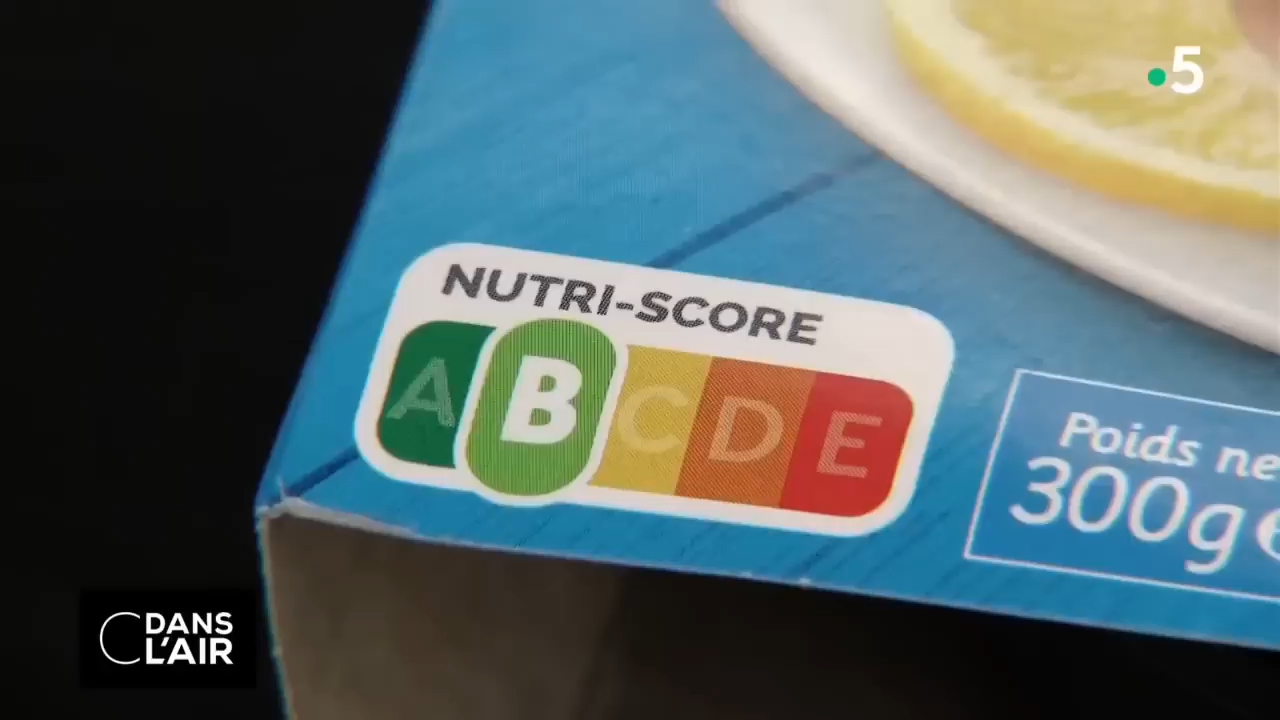 5
NUTRI-SCORE
A B C D E
Poids ne
300g e
C DANS
L'AIR